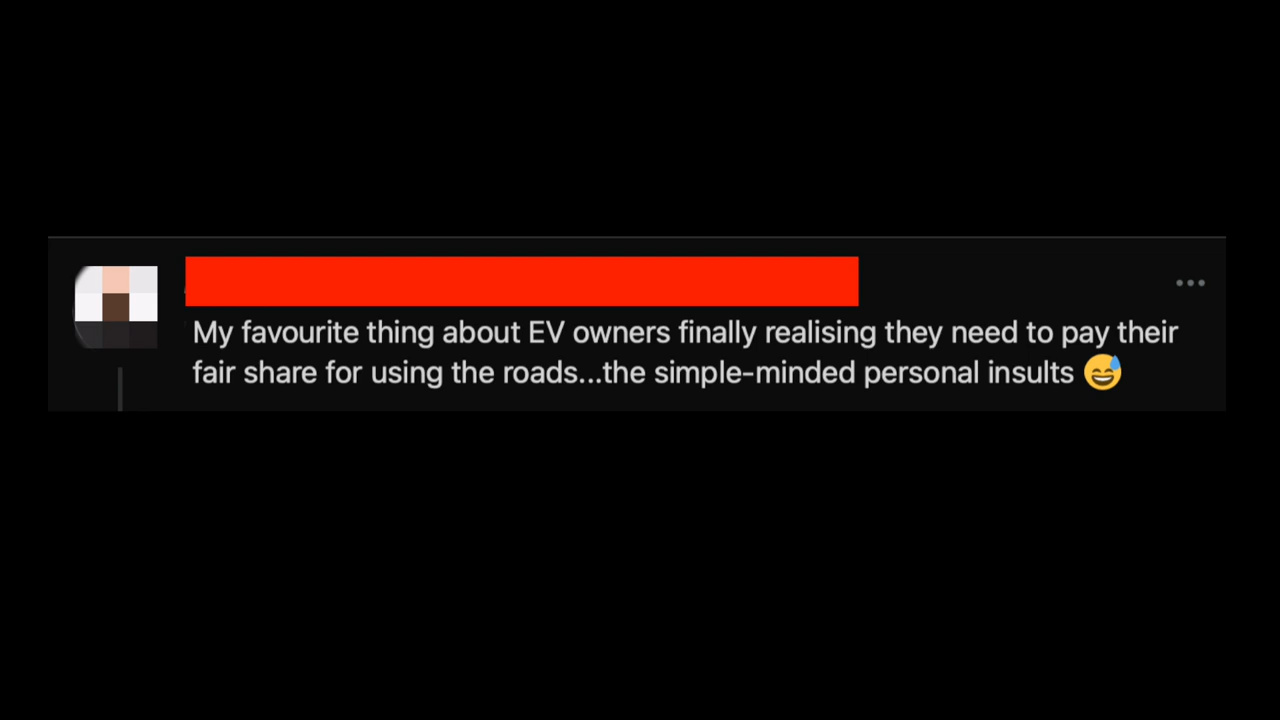 My favourite thing about EV owners finally realising they need to pay their
fair share for using the roads...the simple-minded personal insults 😅